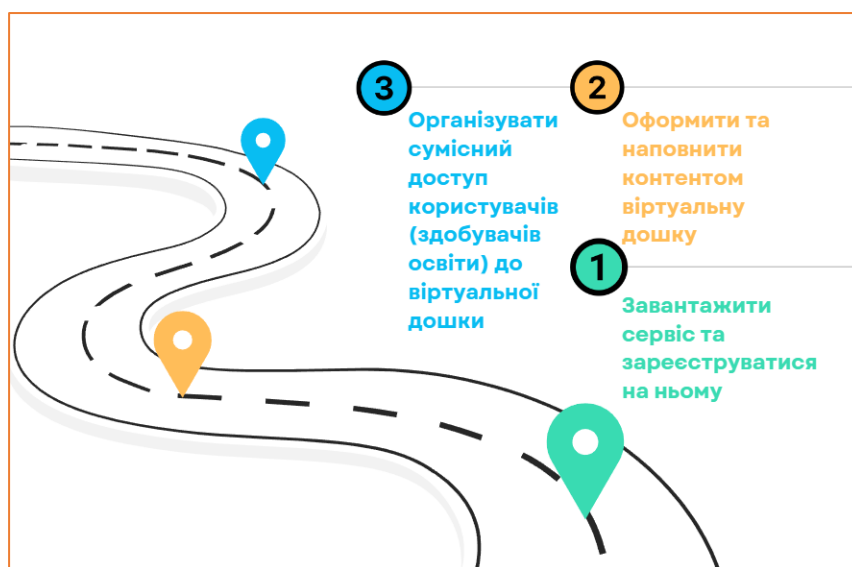 3
Організувати
сумісний
доступ
користувачів
(здобувачів
освіти) до
віртуальної
дошки
2
Оформити та
наповнити
контентом
віртуальну
дошку
1
Завантажити
сервіс та
зареєструватися
на ньому